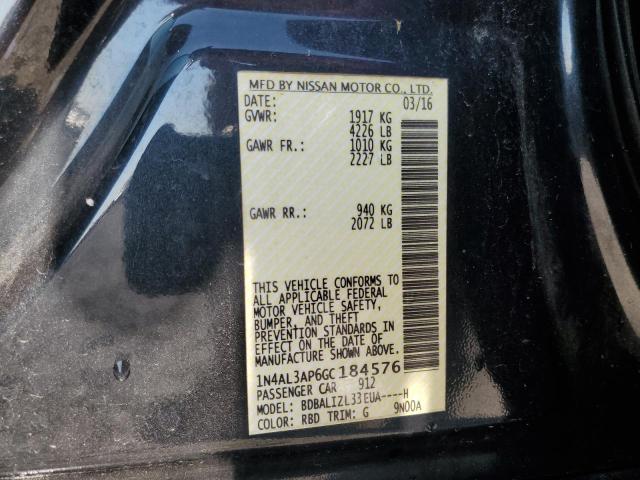 MFD BY NISSAN MOTOR CO., LTD.
DATE: 03/16
GVWR: 1917 KG
4226 LB
GAWR FR.: 1010 KG
2227 LB
GAWR RR.: 940 KG
2072 LB
THIS VEHICLE CONFORMS TO
ALL APPLICABLE FEDERAL
MOTOR VEHICLE SAFETY,
BUMPER, AND THEFT
PREVENTION STANDARDS IN
EFFECT ON THE DATE OF
MANUFACTURE SHOWN ABOVE.
1N4AL3AP6GC184576
PASSENGER CAR 912
MODEL: BDBALIZL33EUA----H
COLOR: RBD TRIM: G 9N00A